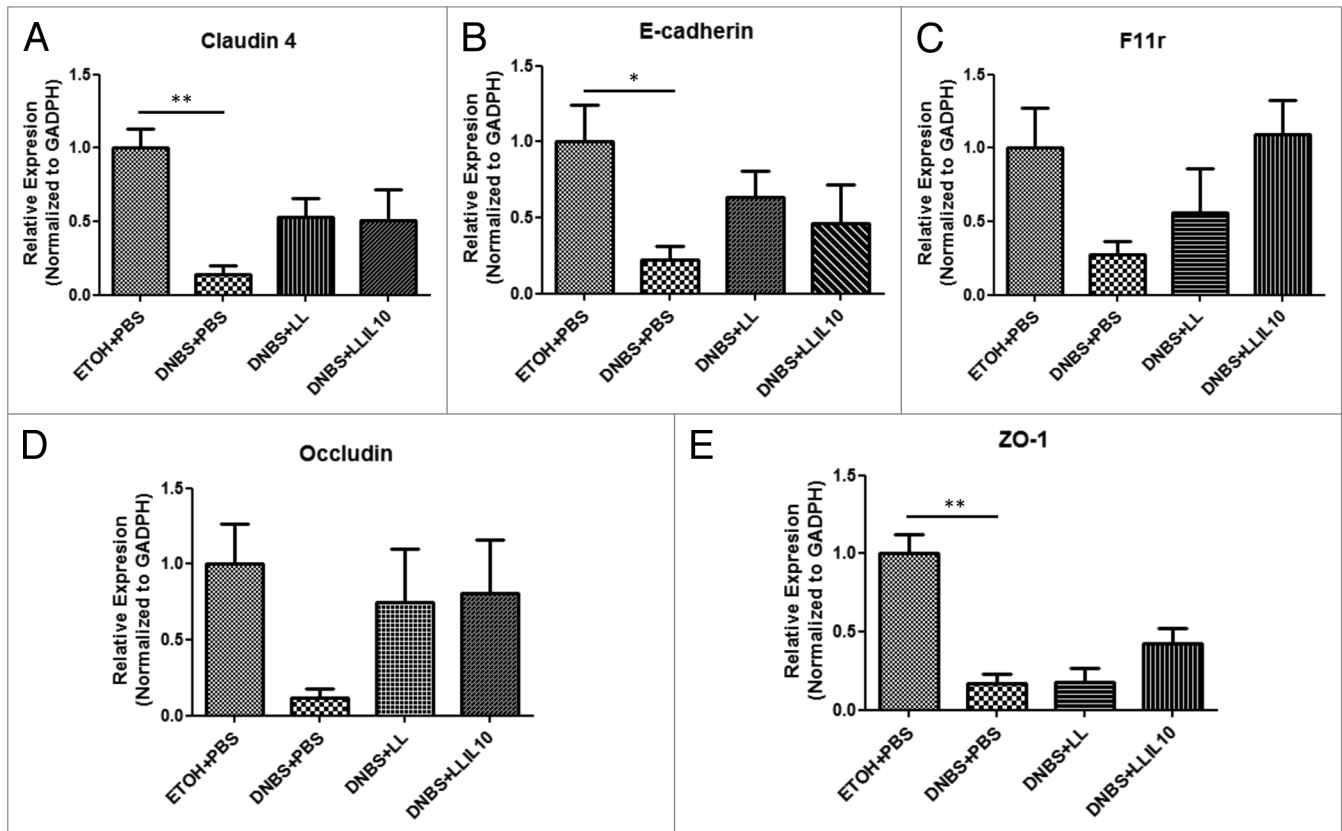 A
Claudin 4
Relative Expresion
(Normalized to GADPH)
1.5
1.0
0.5
0.0
**
ETOH+PBS
DNBS+PBS
DNBS+LL
DNBS+LLIL10
B
E-cadherin
Relative Expresion
(Normalized to GADPH)
1.5
1.0
0.5
0.0
*
ETOH+PBS
DNBS+PBS
DNBS+LL
DNBS+LLIL10
C
F11r
Relative Expresion
(Normalized to GADPH)
1.5
1.0
0.5
0.0
ETOH+PBS
DNBS+PBS
DNBS+LL
DNBS+LLIL10
D
Occludin
Relative Expresion
(Normalized to GADPH)
1.5
1.0
0.5
0.0
ETOH+PBS
DNBS+PBS
DNBS+LL
DNBS+LLIL10
E
ZO-1
Relative Expresion
(Normalized to GADPH)
1.5
1.0
0.5
0.0
**
ETOH+PBS
DNBS+PBS
DNBS+LL
DNBS+LLIL10